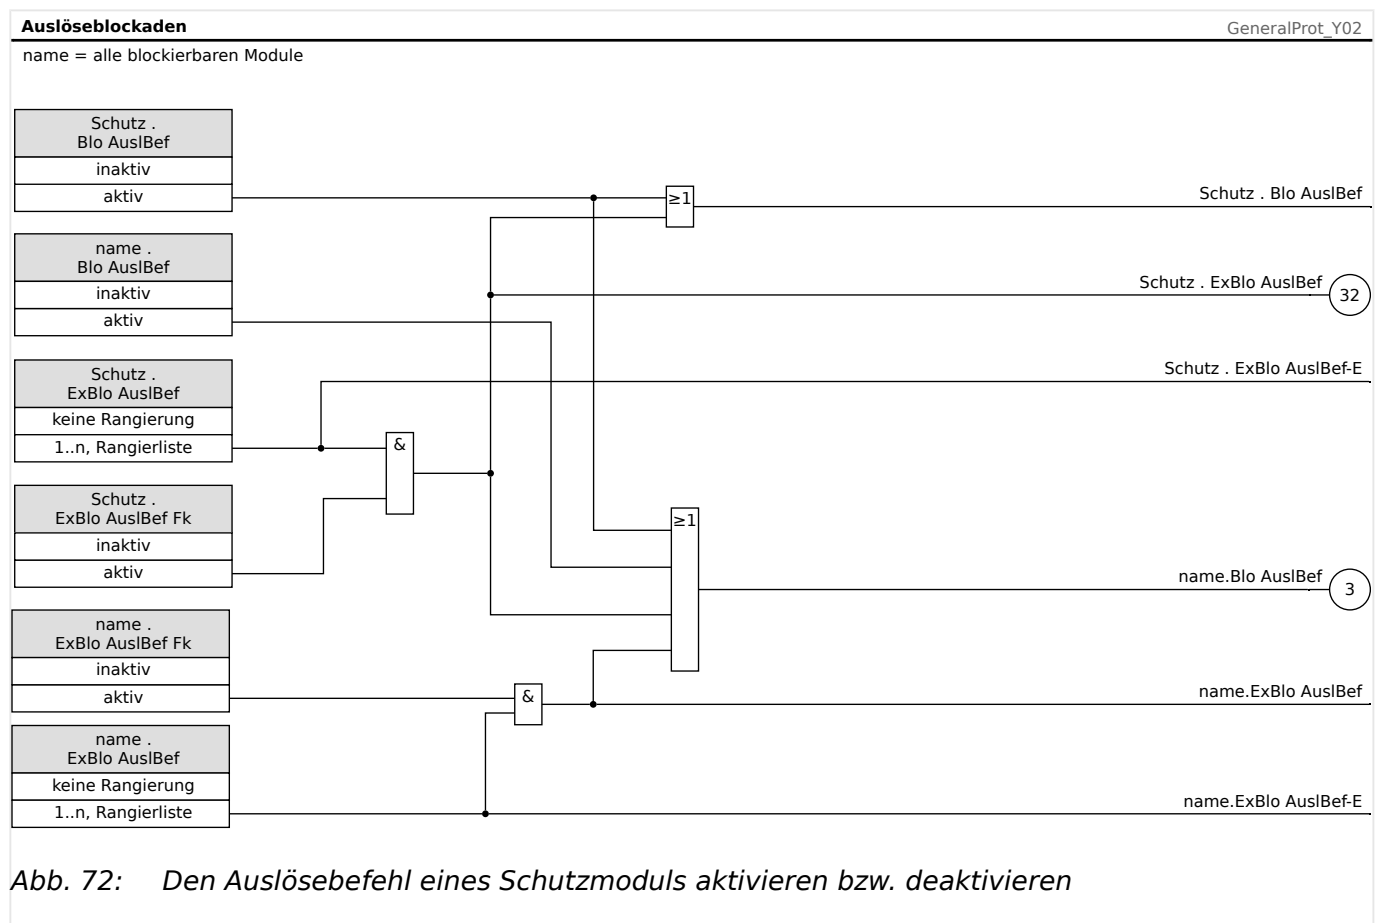 Auslöseblockaden
GeneralProt_Y02
name = alle blockierbaren Module
Schutz .
Blo AuslBef
inaktiv
aktiv
≥1
Schutz . Blo AuslBef
name .
Blo AuslBef
inaktiv
aktiv
Schutz . ExBlo AuslBef
32
Schutz .
ExBlo AuslBef
keine Rangierung
1..n, Rangierliste
Schutz . ExBlo AuslBef-E
&
Schutz .
ExBlo AuslBef Fk
inaktiv
aktiv
≥1
name.Blo AuslBef
3
name .
ExBlo AuslBef Fk
inaktiv
aktiv
&
name.ExBlo AuslBef
name .
ExBlo AuslBef
keine Rangierung
1..n, Rangierliste
name.ExBlo AuslBef-E
Abb. 72: Den Auslösebefehl eines Schutzmoduls aktivieren bzw. deaktivieren